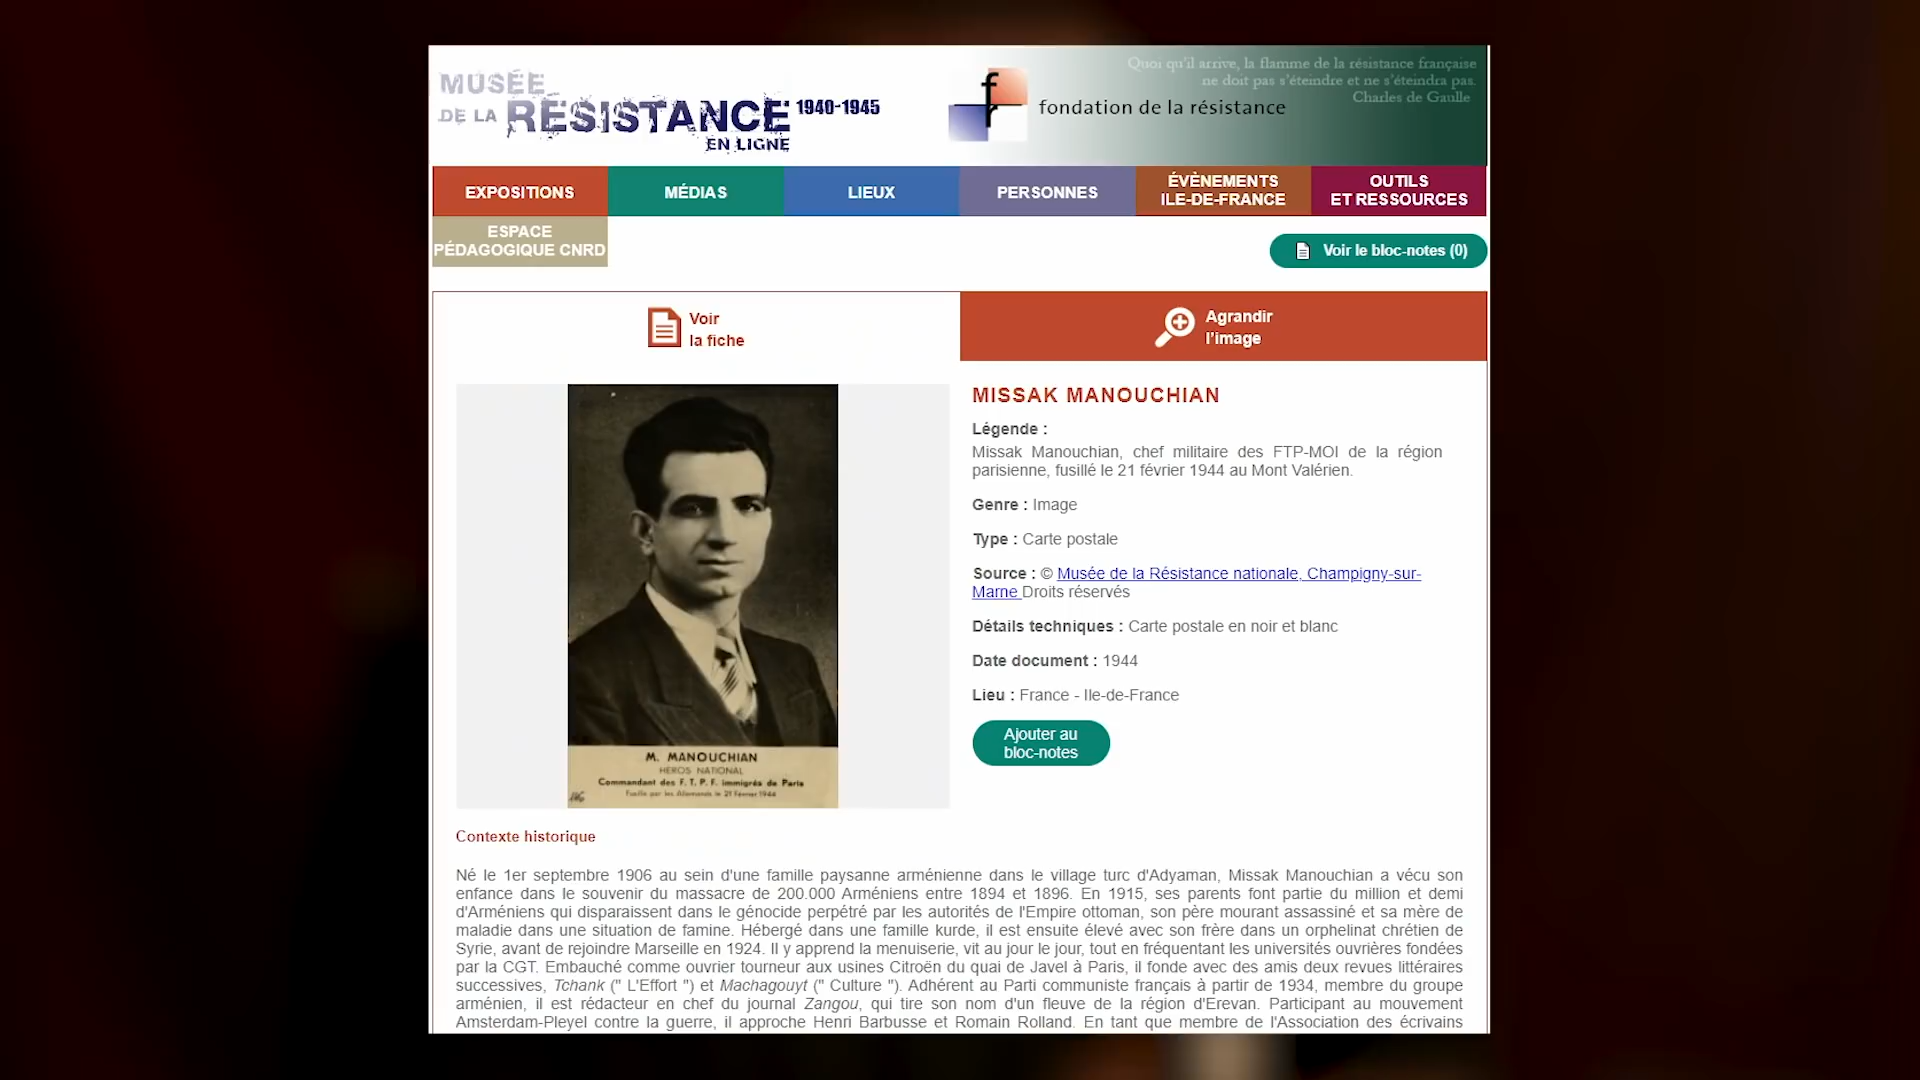 MUSÉE
DE LA RÉSISTANCE 1940-1945
EN LIGNE
fondation de la résistance
Quoi qu'il arrive, la flamme de la résistance française
ne doit pas s'éteindre et ne s'éteindra pas.
Charles de Gaulle
EXPOSITIONS
MÉDIAS
LIEUX
PERSONNES
ÉVÈNEMENTS
ILE-DE-FRANCE
OUTILS
ET RESSOURCES
ESPACE
PÉDAGOGIQUE CNRD
Voir le bloc-notes (0)
Voir
la fiche
Agrandir
l'image
M. MANOUCHIAN
HEROS NATIONAL
Commandant des F. T. P. F. immigrés de Paris
Fusillé par les Allemands le 21 Février 1944
MISSAK MANOUCHIAN
Légende :
Missak Manouchian, chef militaire des FTP-MOI de la région
parisienne, fusillé le 21 février 1944 au Mont Valérien.
Genre : Image
Type : Carte postale
Source : © Musée de la Résistance nationale, Champigny-sur-
Marne Droits réservés
Détails techniques : Carte postale en noir et blanc
Date document : 1944
Lieu : France - Ile-de-France
Ajouter au
bloc-notes
Contexte historique
Né le 1er septembre 1906 au sein d'une famille paysanne arménienne dans le village turc d'Adyaman, Missak Manouchian a vécu son
enfance dans le souvenir du massacre de 200.000 Arméniens entre 1894 et 1896. En 1915, ses parents font partie du million et demi
d'Arméniens qui disparaissent dans le génocide perpétré par les autorités de l'Empire ottoman, son père mourant assassiné et sa mère de
maladie dans une situation de famine. Hébergé dans une famille kurde, il est ensuite élevé avec son frère dans un orphelinat chrétien de
Syrie, avant de rejoindre Marseille en 1924. Il y apprend la menuiserie, vit au jour le jour, tout en fréquentant les universités ouvrières fondées
par la CGT. Embauché comme ouvrier tourneur aux usines Citroën du quai de Javel à Paris, il fonde avec des amis deux revues littéraires
successives, Tchank (" L'Effort ") et Machagouyt (" Culture "). Adhérent au Parti communiste français à partir de 1934, membre du groupe
arménien, il est rédacteur en chef du journal Zangou, qui tire son nom d'un fleuve de la région d'Erevan. Participant au mouvement
Amsterdam-Pleyel contre la guerre, il approche Henri Barbusse et Romain Rolland. En tant que membre de l'Association des écrivains